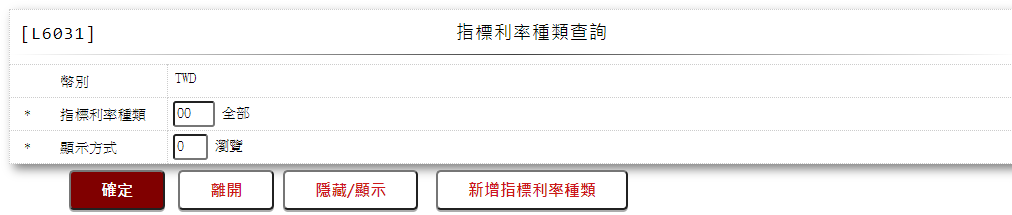 [L6031] 指標利率種類查詢
幣別 TWD
* 指標利率種類 00 全部
* 顯示方式 0 瀏覽
確定 離開 隱藏/顯示 新增指標利率種類